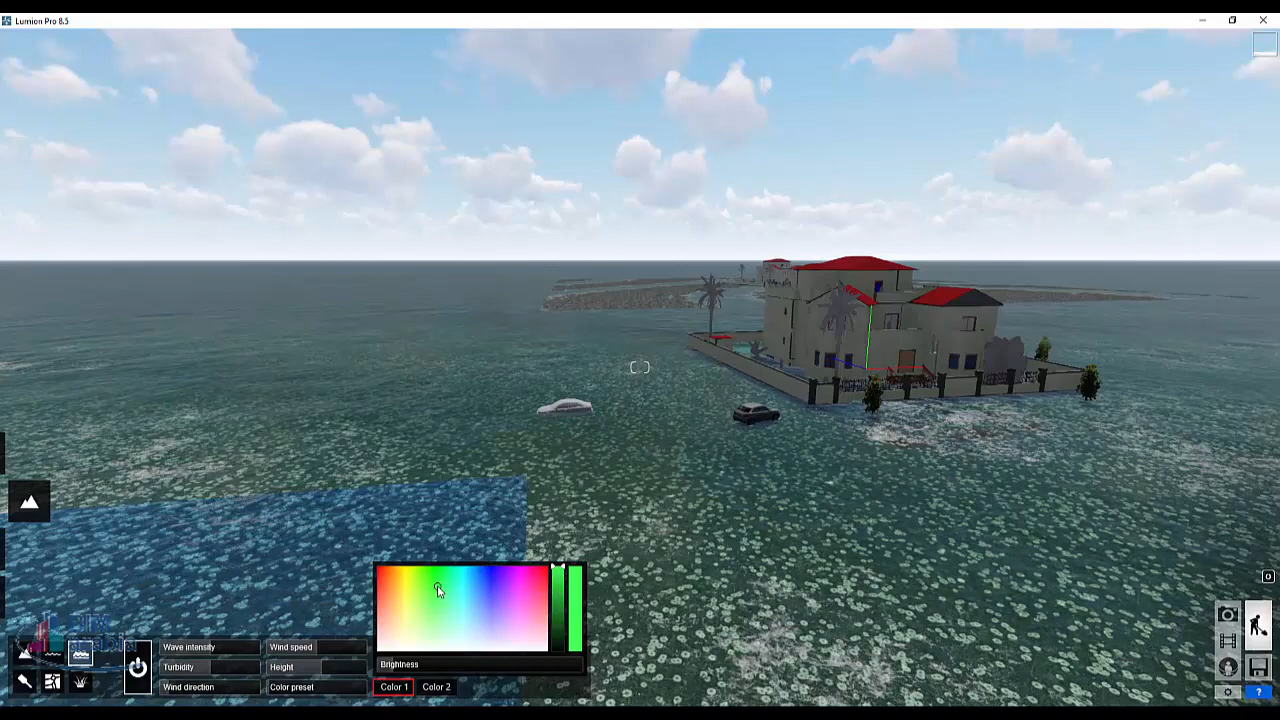 Lumion Pro 8.5
Wave intensity
Wind speed
Turbidity
Height
Wind direction
Color preset
Brightness
Color 1
Color 2
?